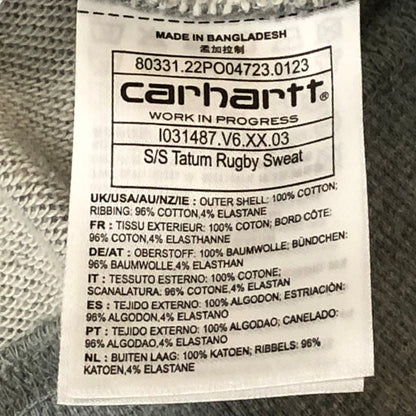 MADE IN BANGLADESH
孟加拉制
80331.22PO04723.0123
carhartt®
WORK IN PROGRESS
I031487.V6.XX.03
S/S Tatum Rugby Sweat
UK/USA/AU/NZ/IE : OUTER SHELL: 100% COTTON;
RIBBING: 96% COTTON,4% ELASTANE
FR : TISSU EXTERIEUR: 100% COTON; BORD CÔTE:
96% COTON,4% ELASTHANNE
DE/AT : OBERSTOFF: 100% BAUMWOLLE; BÜNDCHEN:
96% BAUMWOLLE,4% ELASTHAN
IT : TESSUTO ESTERNO: 100% COTONE;
SCANALATURA: 96% COTONE,4% ELASTAN
ES : TEJIDO EXTERNO: 100% ALGODON, ESTRIACIÓN:
96% ALGODON,4% ELASTANO
PT : TEJIDO EXTERNO: 100% ALGODAO; CANELADO:
96% ALGODAO,4% ELASTANO
NL : BUITEN LAAG: 100% KATOEN; RIBBELS: 96%
KATOEN,4% ELASTANE